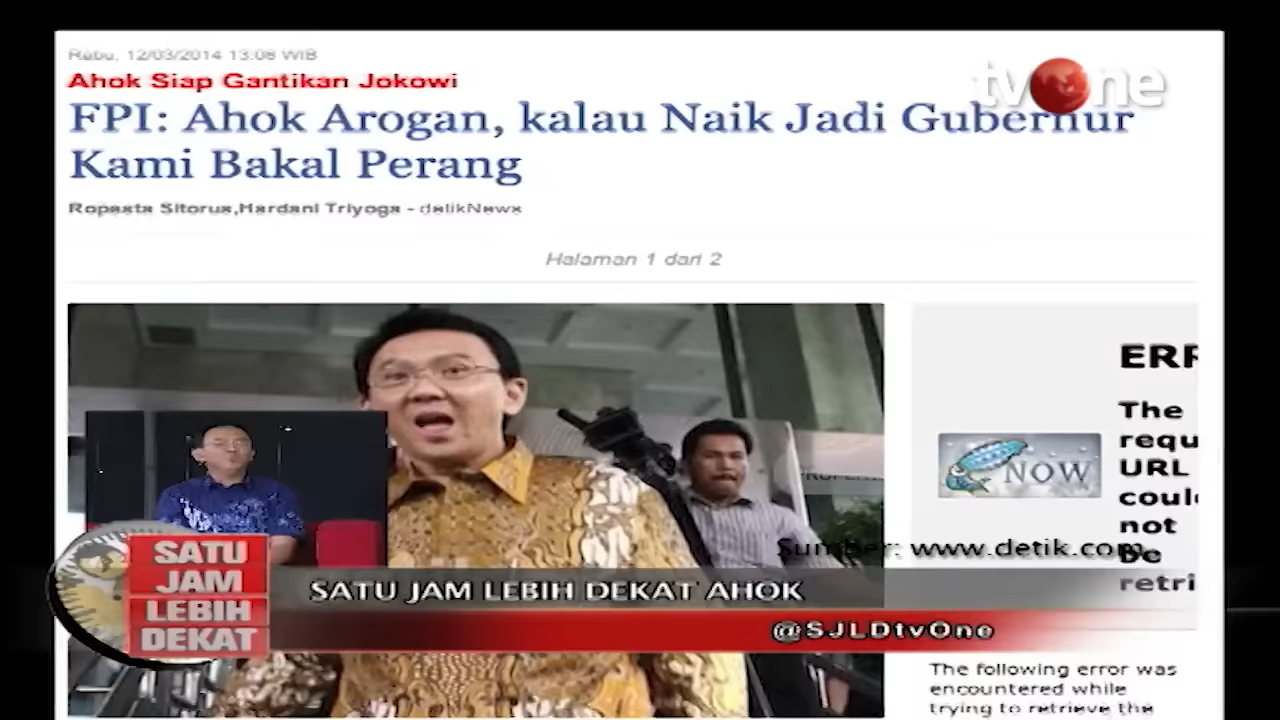 Rabu, 12/03/2014 13:08 WIB
Ahok Siap Gantikan Jokowi
tvOne
FPI: Ahok Arogan, kalau Naik Jadi Gubernur
Kami Bakal Perang
Ropesta Sitorus,Hardani Triyoga - detikNews
Halaman 1 dari 2
ERR
The
requ
URL
coul
not
be
retri
NOW
Sumber: www.detik.com
SATU
JAM
LEBIH
DEKAT
SATU JAM LEBIH DEKAT AHOK
@SJLDtvOne
The following error was
encountered while
trying to retrieve the